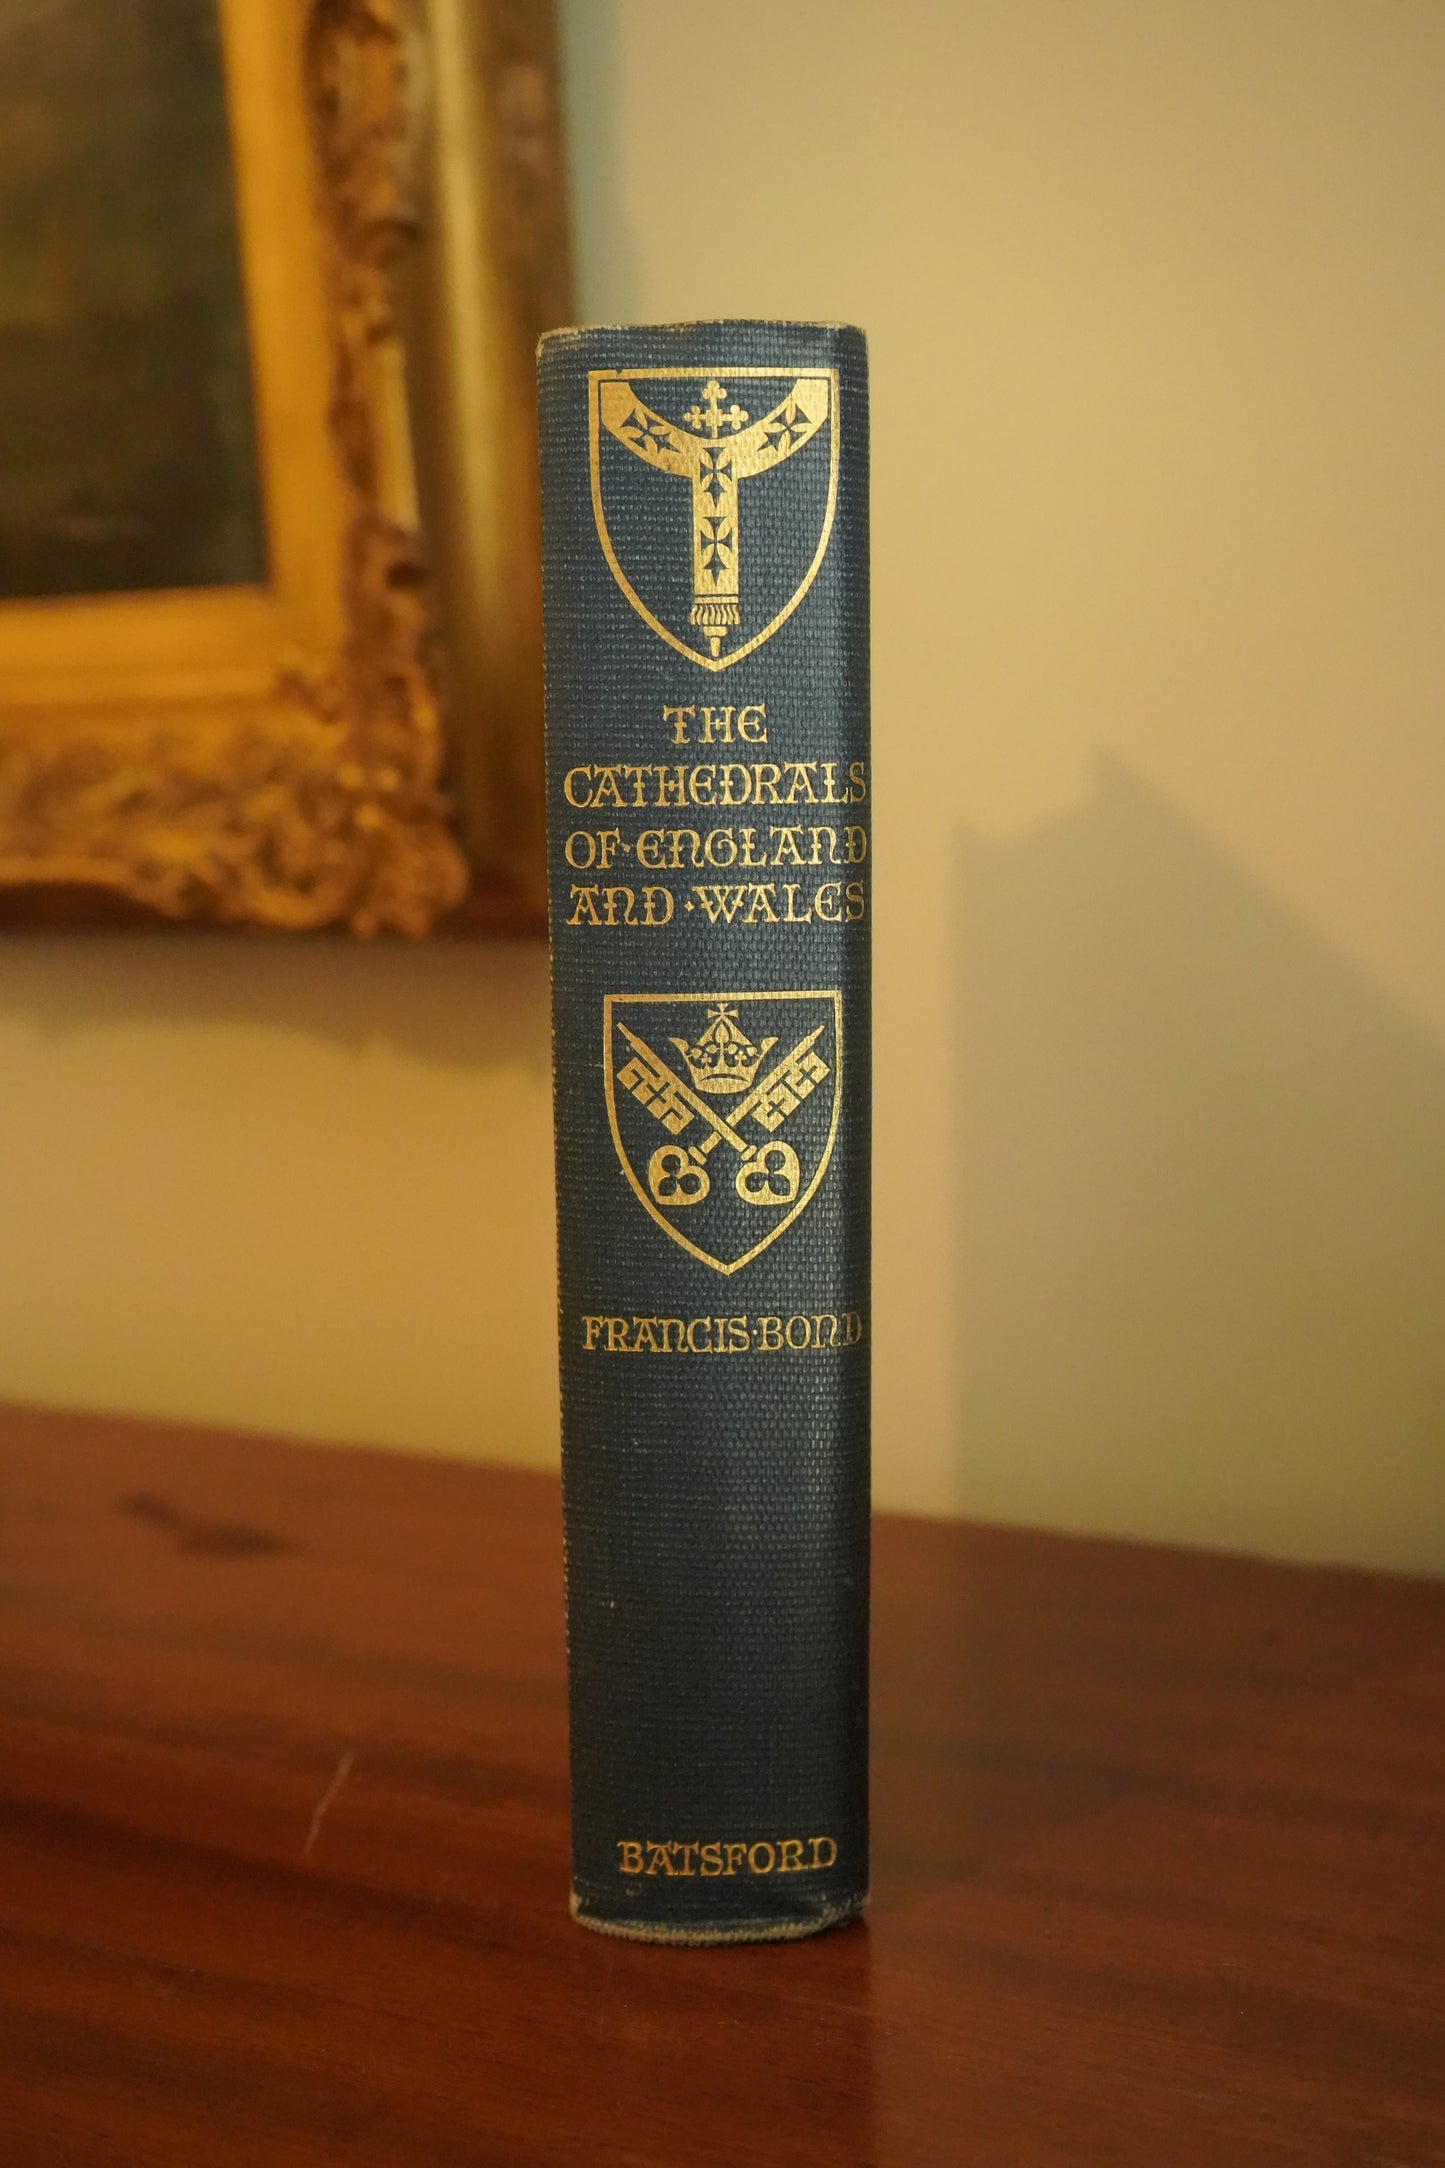 THE
CATHEDRALS
OF·ENGLAND
AND·WALES
FRANCIS·BOND
BATSFORD